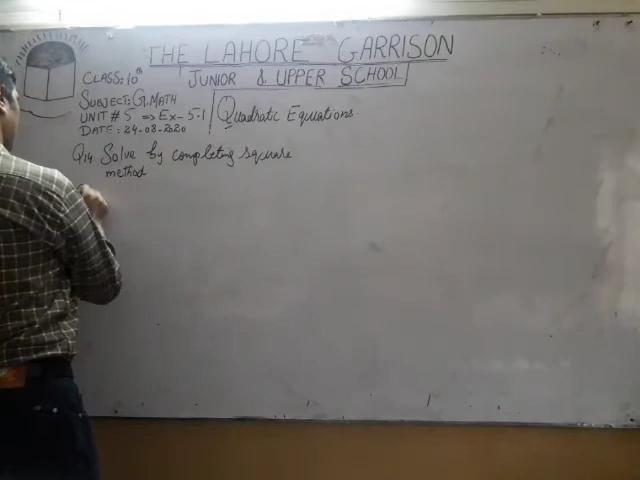 THE LAHORE GARRISON
JUNIOR & UPPER SCHOOL
CLASS: 10th
SUBJECT: G.MATH
UNIT # 5 => Ex-5.1
DATE: 24-08-2020
Quadratic Equations
Q14. Solve by completing square
method